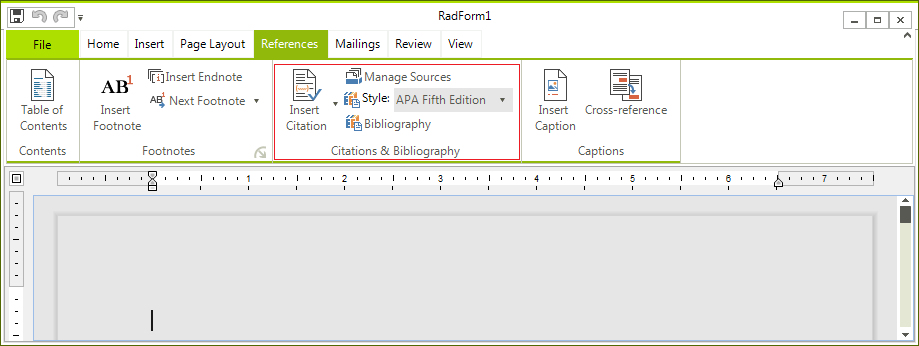 RadForm1
File Home Insert Page Layout References Mailings Review View
Table of Contents
Contents
AB¹ Insert Footnote
Insert Endnote
AB Next Footnote
Footnotes
Insert Citation
Manage Sources
Style: APA Fifth Edition
Bibliography
Citations & Bibliography
Insert Caption
Cross-reference
Captions
1 2 3 4 5 6 7